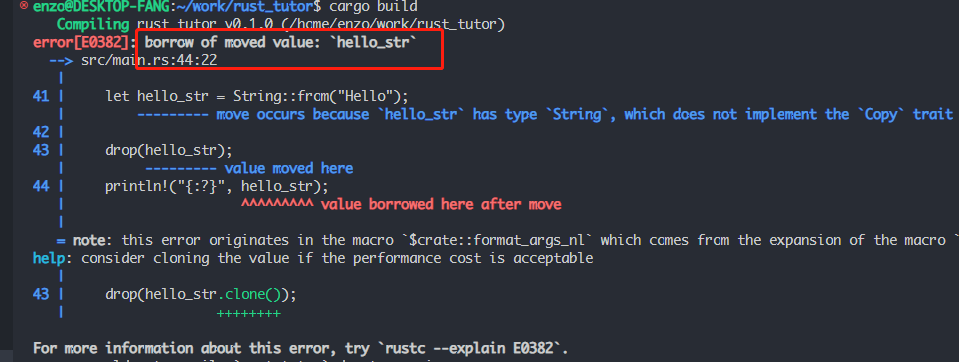 enzo@DESKTOP-FANG:~/work/rust_tutor$ cargo build
   Compiling rust_tutor v0.1.0 (/home/enzo/work/rust_tutor)
error[E0382]: borrow of moved value: `hello_str`
  --> src/main.rs:44:22
   |
41 |     let hello_str = String::from("Hello");
   |         --------- move occurs because `hello_str` has type `String`, which does not implement the `Copy` trait
42 |
43 |     drop(hello_str);
   |          --------- value moved here
44 |     println!("{:?}", hello_str);
   |                      ^^^^^^^^^ value borrowed here after move
   |
   = note: this error originates in the macro `$crate::format_args_nl` which comes from the expansion of the macro `
help: consider cloning the value if the performance cost is acceptable
   |
43 |     drop(hello_str.clone());
   |                   ++++++++
For more information about this error, try `rustc --explain E0382`.